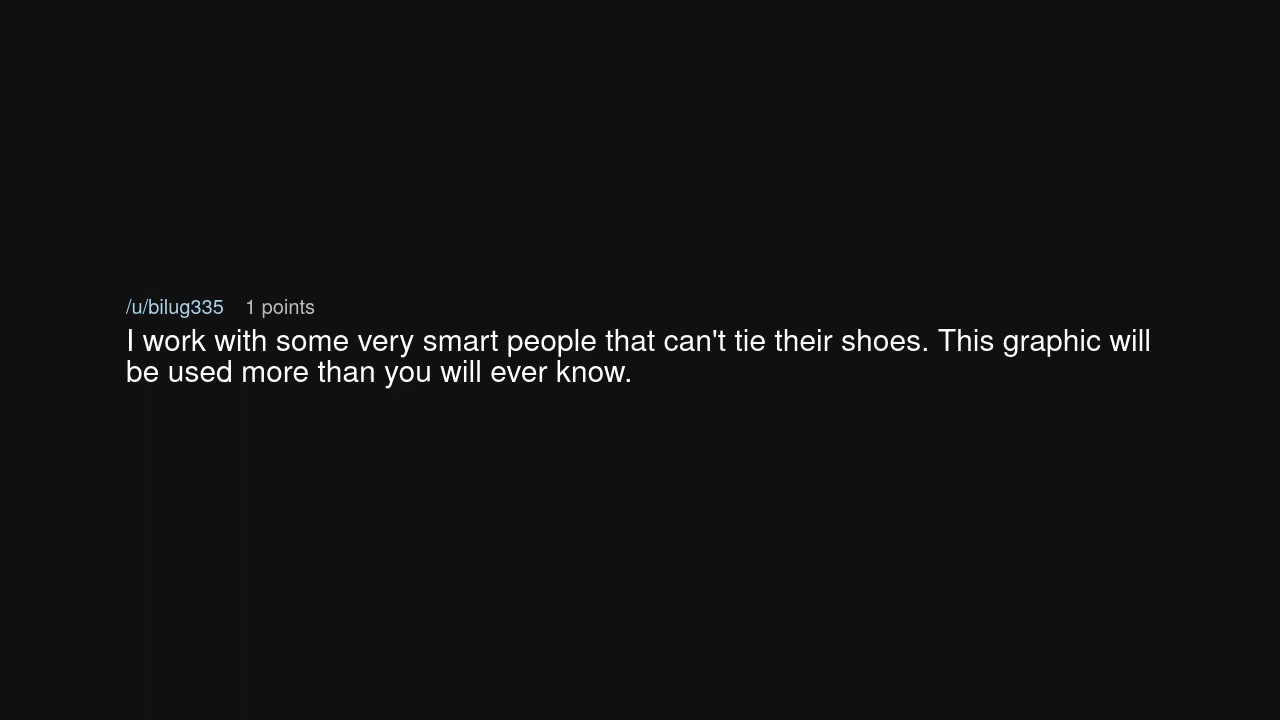 /u/bilug335 1 points
I work with some very smart people that can't tie their shoes. This graphic will
be used more than you will ever know.